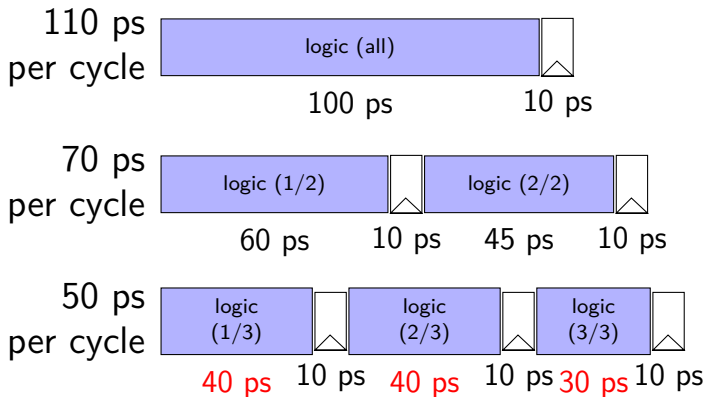 110 ps
per cycle
logic (all)
100 ps
10 ps
70 ps
per cycle
logic (1/2)
logic (2/2)
60 ps
10 ps
45 ps
10 ps
50 ps
per cycle
logic
(1/3)
logic
(2/3)
logic
(3/3)
40 ps
10 ps
40 ps
10 ps
30 ps
10 ps